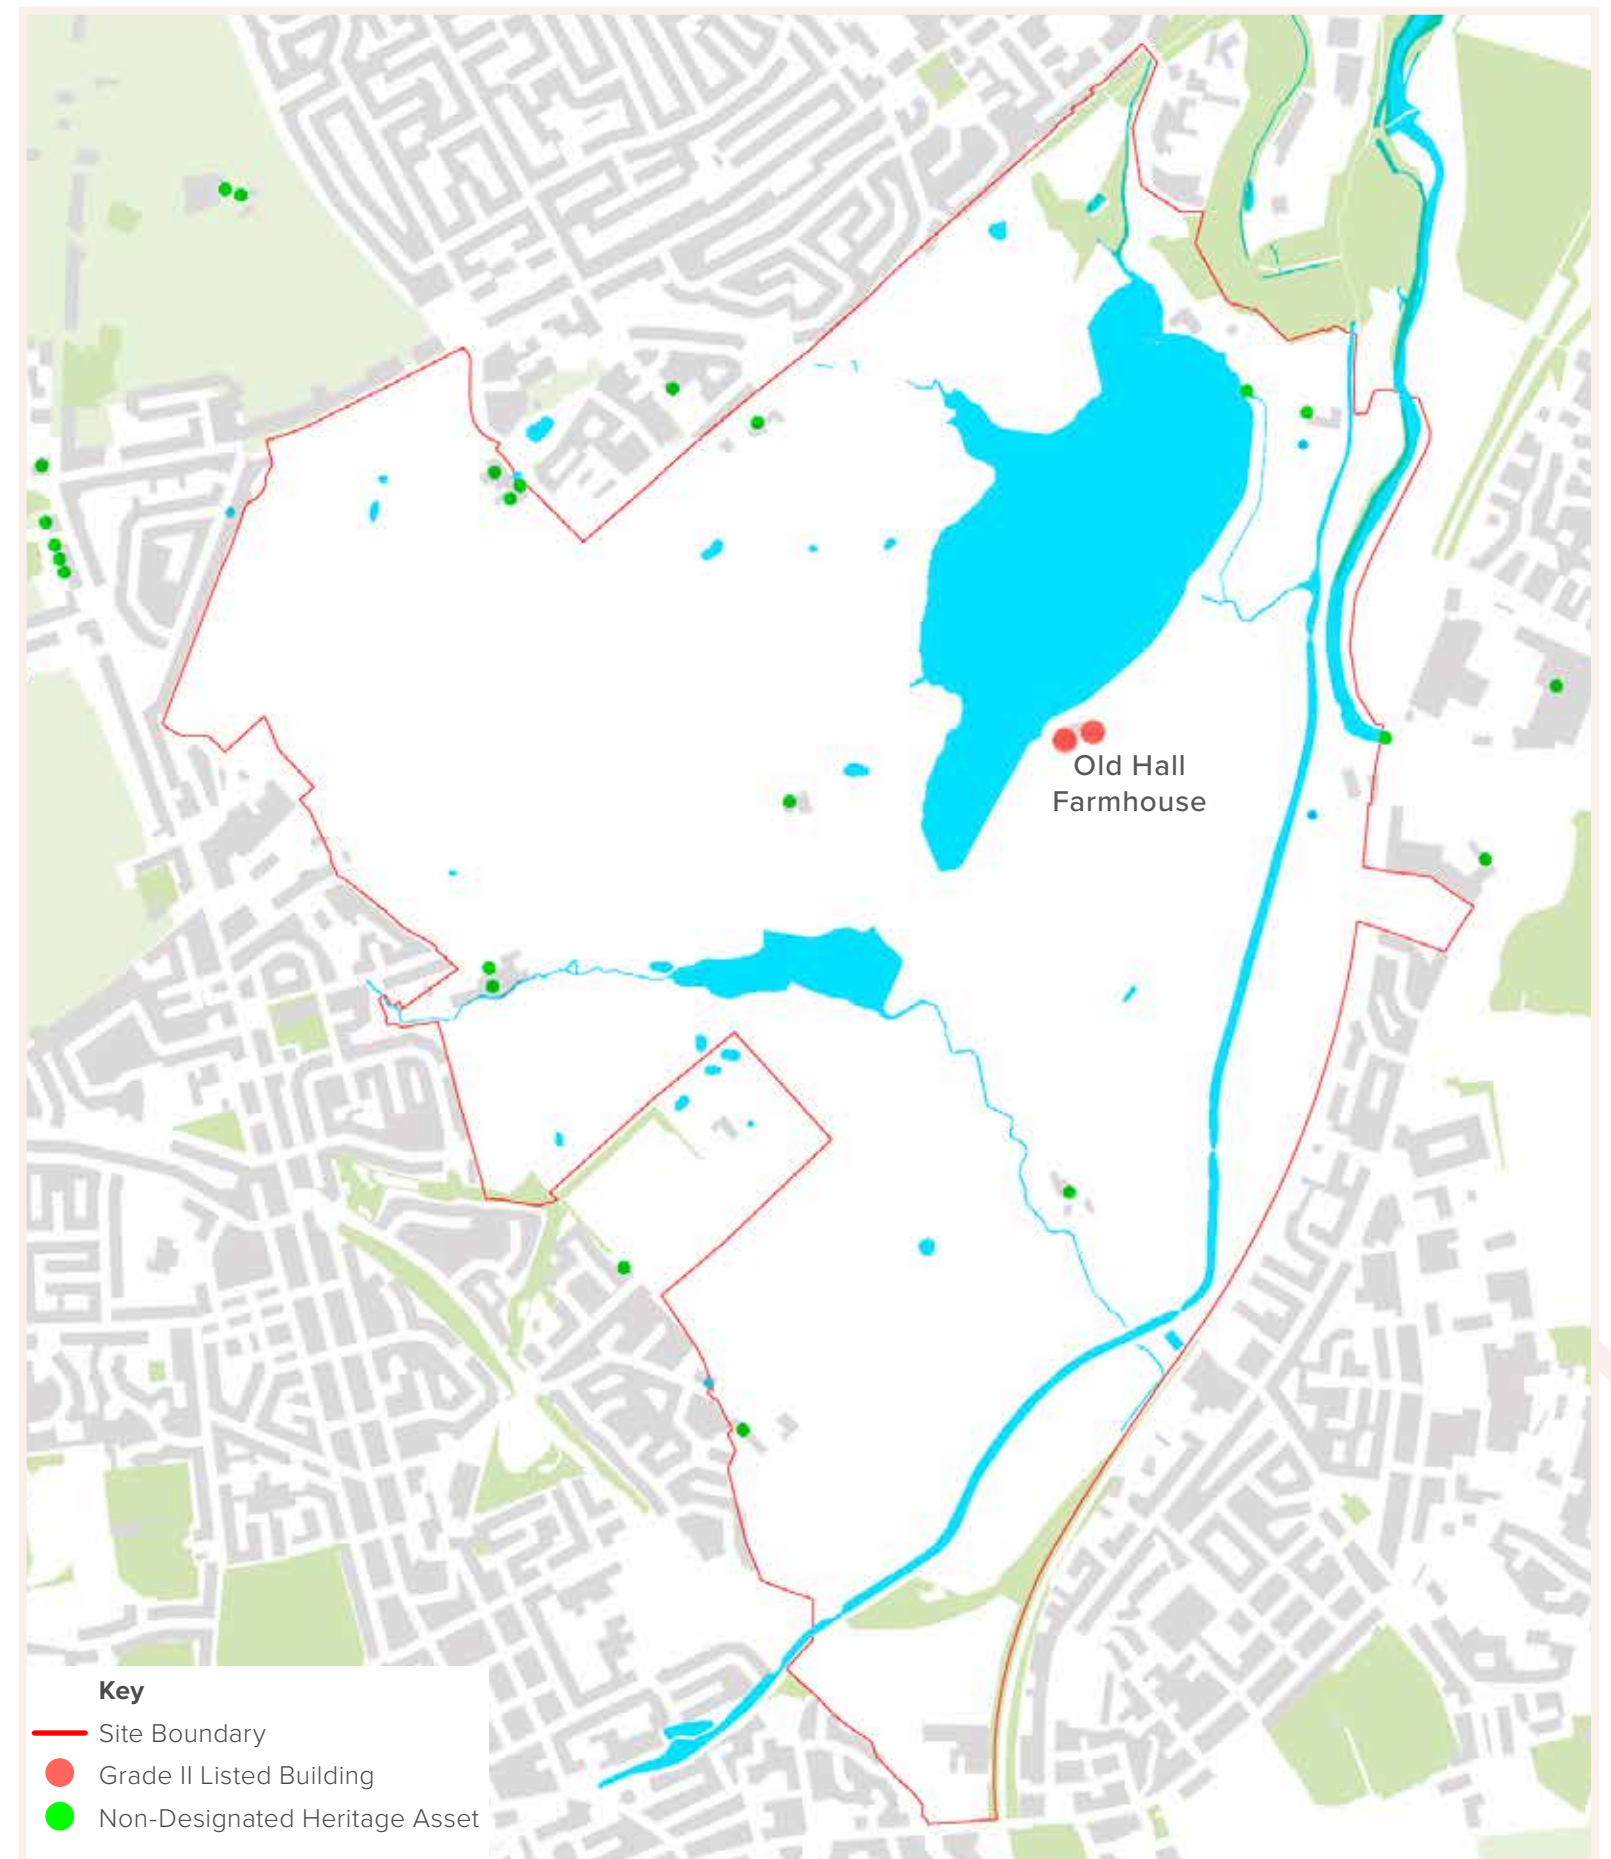 Old Hall
Farmhouse
Key
Site Boundary
Grade II Listed Building
Non-Designated Heritage Asset